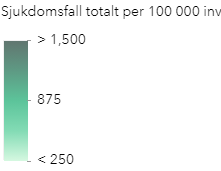 Sjukdomsfall totalt per 100 000 inv
> 1,500
875
< 250